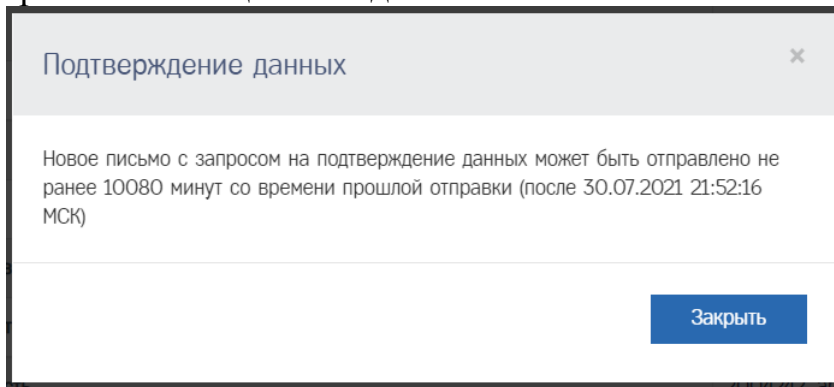 Подтверждение данных
×
Новое письмо с запросом на подтверждение данных может быть отправлено не
ранее 10080 минут со времени прошлой отправки (после 30.07.2021 21:52:16
МСК)
Закрыть